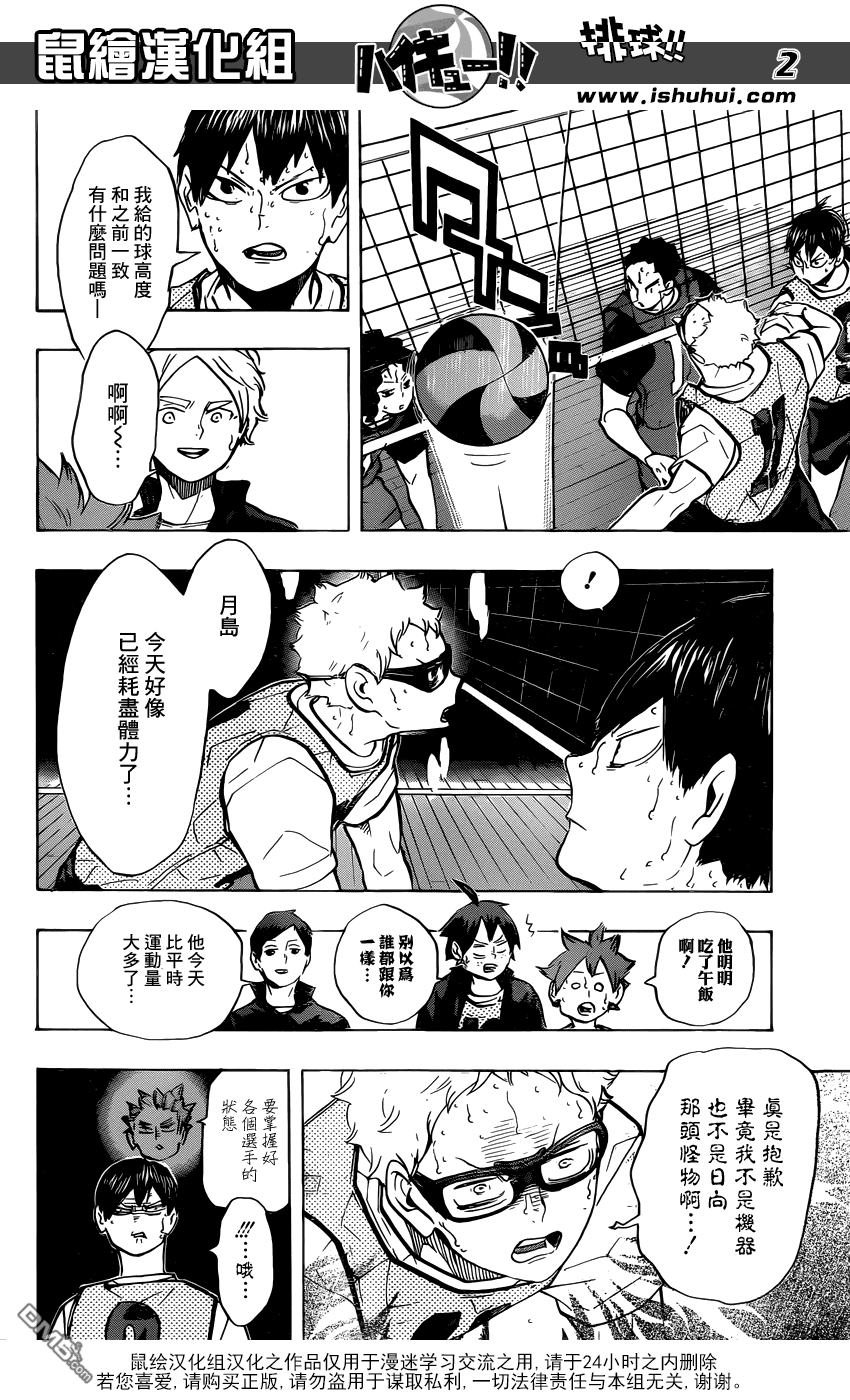 鼠繪漢化組
ハイキュー!!
排球!!
2
www.ishuhui.com
我給的球高度
和之前一致
有什麼問題嗎—
啊啊~…
!
月島
今天好像
已經耗盡體力了…
他明明
吃了午飯
啊!
別以爲
誰都跟你
一樣…
他今天
比平時
運動量
大多了…
真是抱歉
畢竟我不是機器
也不是日向
那頭怪物啊…!
要掌握好
各個選手的
狀態
!!!…哦…
鼠绘汉化组汉化之作品仅用于漫迷学习交流之用, 请于24小时之内删除
若您喜爱, 请购买正版, 请勿盗用于谋取私利, 一切法律责任与本组无关, 谢谢。